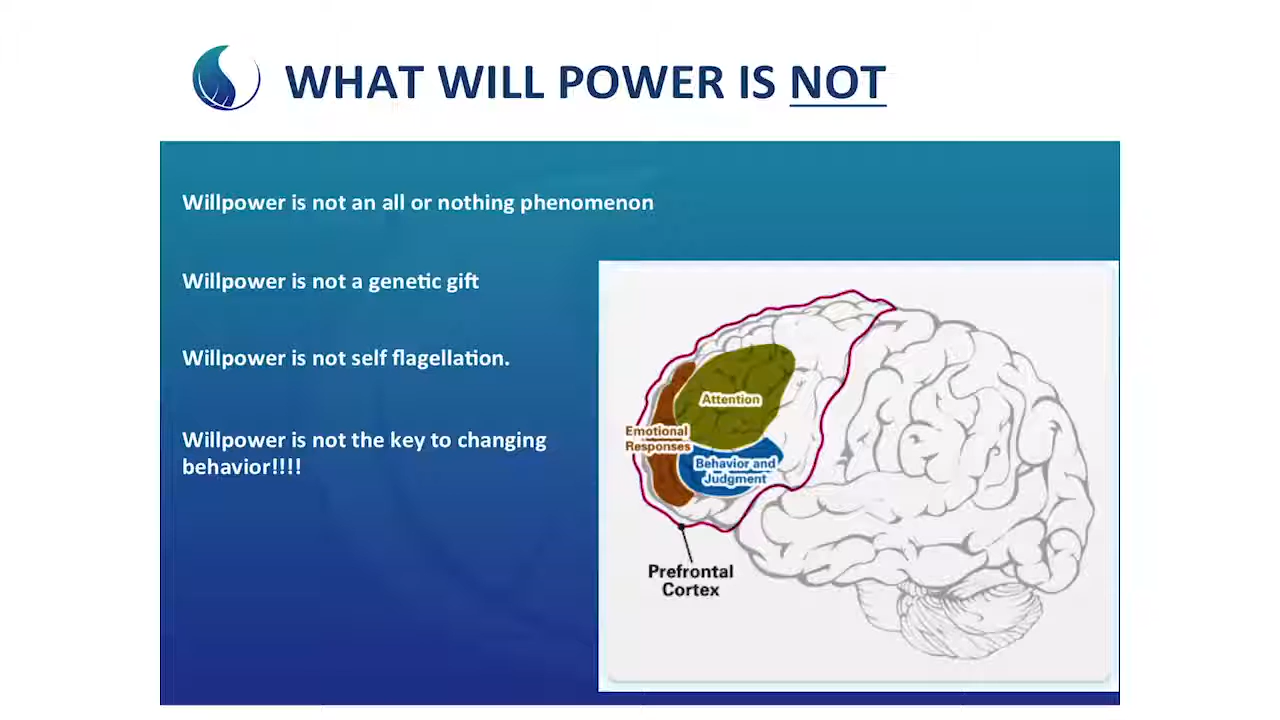 WHAT WILL POWER IS NOT
Willpower is not an all or nothing phenomenon
Willpower is not a genetic gift
Willpower is not self flagellation.
Willpower is not the key to changing
behavior!!!!
Attention
Emotional
Responses
Behavior and
Judgment
Prefrontal
Cortex